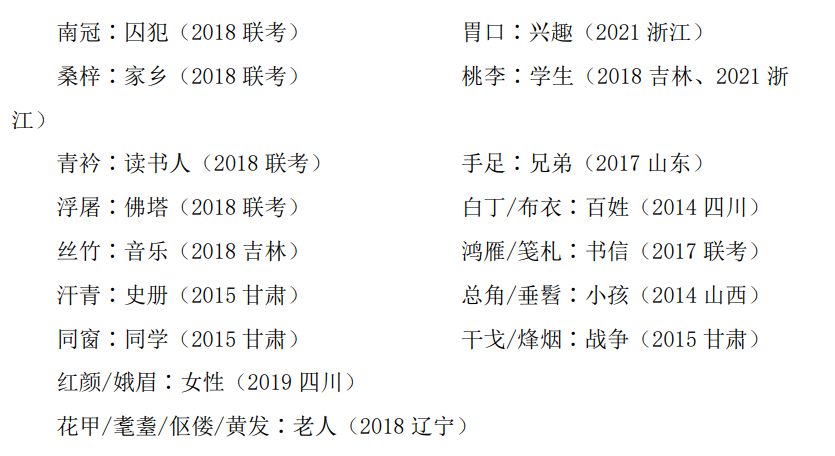 南冠：囚犯（2018 联考） 胃口：兴趣（2021 浙江）
桑梓：家乡（2018 联考） 桃李：学生（2018 吉林、2021 浙
江）
青衿：读书人（2018 联考） 手足：兄弟（2017 山东）
浮屠：佛塔（2018 联考） 白丁/布衣：百姓（2014 四川）
丝竹：音乐（2018 吉林） 鸿雁/笺札：书信（2017 联考）
汗青：史册（2015 甘肃） 总角/垂髫：小孩（2014 山西）
同窗：同学（2015 甘肃） 干戈/烽烟：战争（2015 甘肃）
红颜/娥眉：女性（2019 四川）
花甲/耄耋/伛偻/黄发：老人（2018 辽宁）